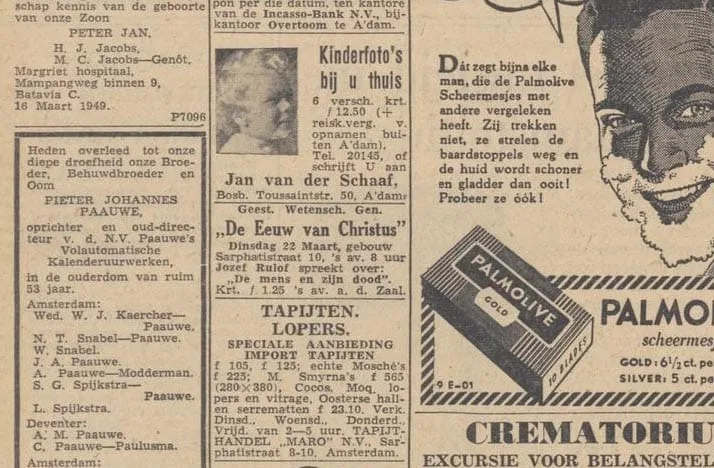 schap kennis van de geboorte
van onze Zoon
PETER JAN.
H. J. Jacobs,
M. C. Jacobs—Genôt.
Margriet hospitaal,
Mampangweg binnen 9,
Batavia C.
16 Maart 1949.
P7096
Heden overleed tot onze
diepe droefheid onze Broe-
der, Behuwdbroeder en
Oom
PIETER JOHANNES
PAAUWE,
oprichter en oud-direc-
teur v. d. N.V. Paauwe's
Volautomatische
Kalenderuurwerken,
in de ouderdom van ruim
53 jaar.
Amsterdam:
Wed. W. J. Kaercher—
Paauwe.
N. T. Snabel—Paauwe.
W. Snabel.
J. A. Paauwe.
A. Paauwe—Modderman.
S. G. Spijkstra—
Paauwe.
L. Spijkstra.
Deventer:
A. M. Paauwe.
C. Paauwe—Paulusma.
Amsterdam:
pon per die datum, ten kantore
van de Incasso-Bank N.V., bij-
kantoor Overtoom te A'dam.
Kinderfoto's
bij u thuis
6 versch. krt.
ƒ 12.50 (+
reisk.verg. v.
opnamen bui-
ten A'dam).
Tel. 20145, of
schrijft U aan
Jan van der Schaaf,
Bosb. Toussaintstr. 50, A'dam
Geest. Wetensch. Gen.
„De Eeuw van Christus"
Dinsdag 22 Maart, gebouw
Sarphatistraat 10, 's av. 8 uur
Jozef Rulof spreekt over:
„De mens en zijn dood".
Krt. ƒ 1.25 's av. a. d. Zaal.
TAPIJTEN.
LOPERS.
SPECIALE AANBIEDING
IMPORT TAPIJTEN
f 105, f 125; echte Mosché's
f 225; M. Smyrna's f 565
(280×380), Cocos, Moq. lo-
pers en vitrage, Oosterse hall-
en serrematten f 23.10. Verk.
Dinsd., Woensd., Donderd.,
Vrijd. van 2—5 uur. TAPIJT-
HANDEL „MARO" N.V., Sar-
phatistraat 8-10, Amsterdam.
Dát zegt bijna elke
man, die de Palmolive
Scheermesjes met
andere vergeleken
heeft. Zij trekken
niet, ze strelen de
baardstoppels weg en
de huid wordt schoner
en gladder dan ooit!
Probeer ze óók!
PALMOLIVE
GOLD
10 BLADES
9 E-01
PALMO
scheermes
GOLD: 6½ ct. pe
SILVER: 5 ct. pe
CREMATORIU
EXCURSIE VOOR BELANGSTEL